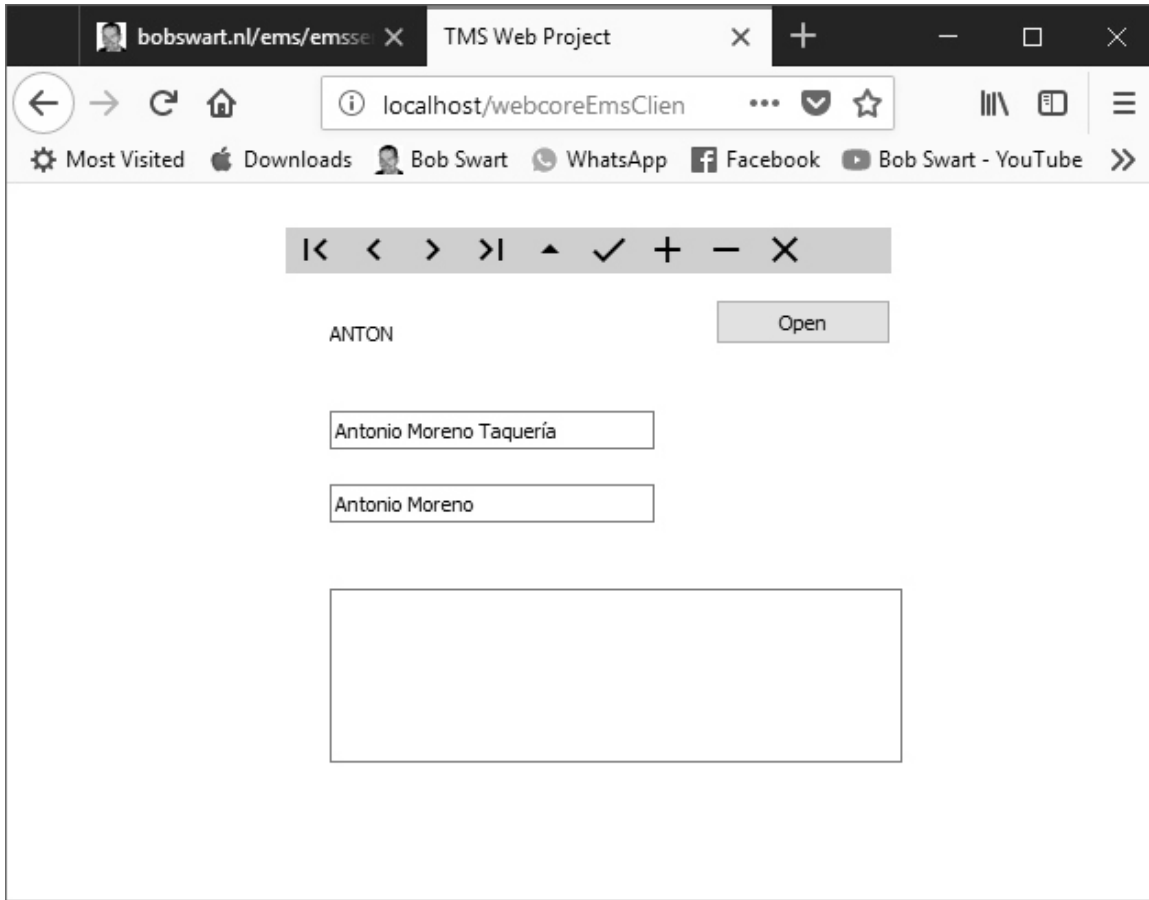 bobswart.nl/ems/emsse
TMS Web Project
localhost/webcoreEmsClien
Most Visited Downloads Bob Swart WhatsApp Facebook Bob Swart - YouTube
ANTON
Open
Antonio Moreno Taquería
Antonio Moreno